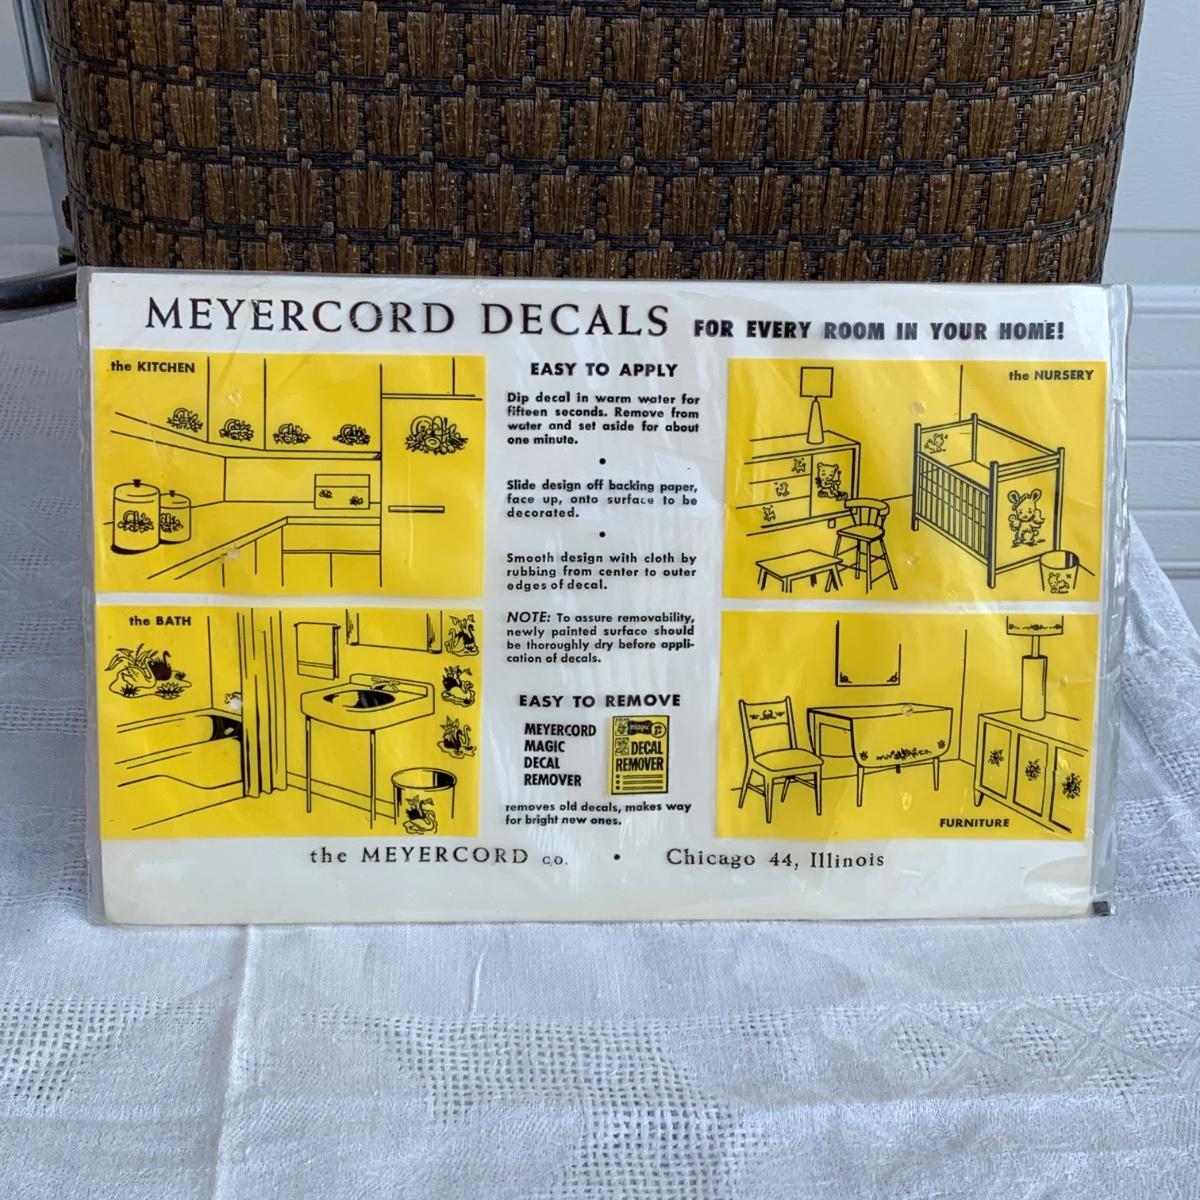 MEYERCORD DECALS FOR EVERY ROOM IN YOUR HOME!
the KITCHEN
EASY TO APPLY
Dip decal in warm water for
fifteen seconds. Remove from
water and set aside for about
one minute.
•
Slide design off backing paper,
face up, onto surface to be
decorated.
•
Smooth design with cloth by
rubbing from center to outer
edges of decal.
NOTE: To assure removability,
newly painted surface should
be thoroughly dry before appli-
cation of decals.
the NURSERY
the BATH
EASY TO REMOVE
MEYERCORD
MAGIC
DECAL
REMOVER
DECAL
REMOVER
removes old decals, makes way
for bright new ones.
FURNITURE
the MEYERCORD CO. • Chicago 44, Illinois